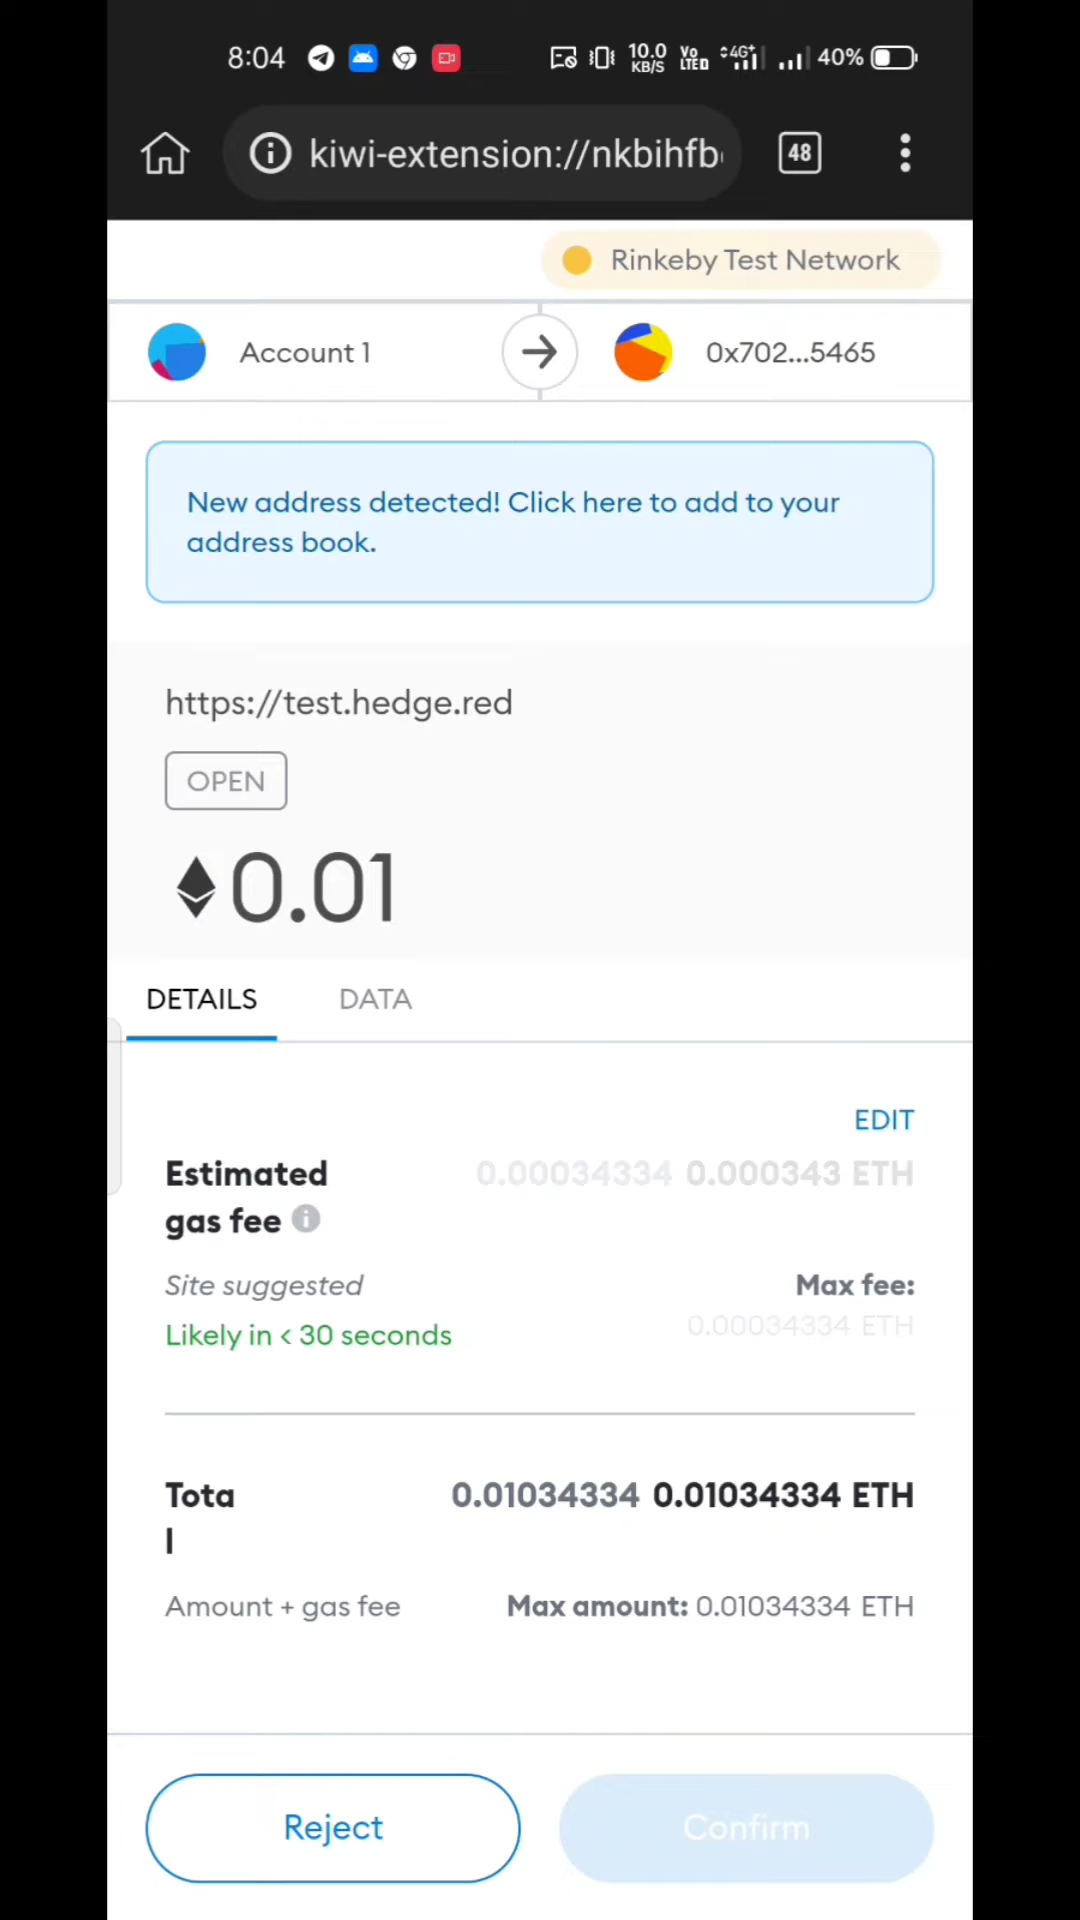 8:04
10.0 KB/S
Vo LTE D
4G+
40%
kiwi-extension://nkbihfb
48
Rinkeby Test Network
Account 1
0x702...5465
New address detected! Click here to add to your
address book.
https://test.hedge.red
OPEN
0.01
DETAILS DATA
EDIT
Estimated 0.00034334 0.000343 ETH
gas fee
Site suggested Max fee:
Likely in < 30 seconds 0.00034334 ETH
Tota 0.01034334 0.01034334 ETH
l
Amount + gas fee Max amount: 0.01034334 ETH
Reject Confirm